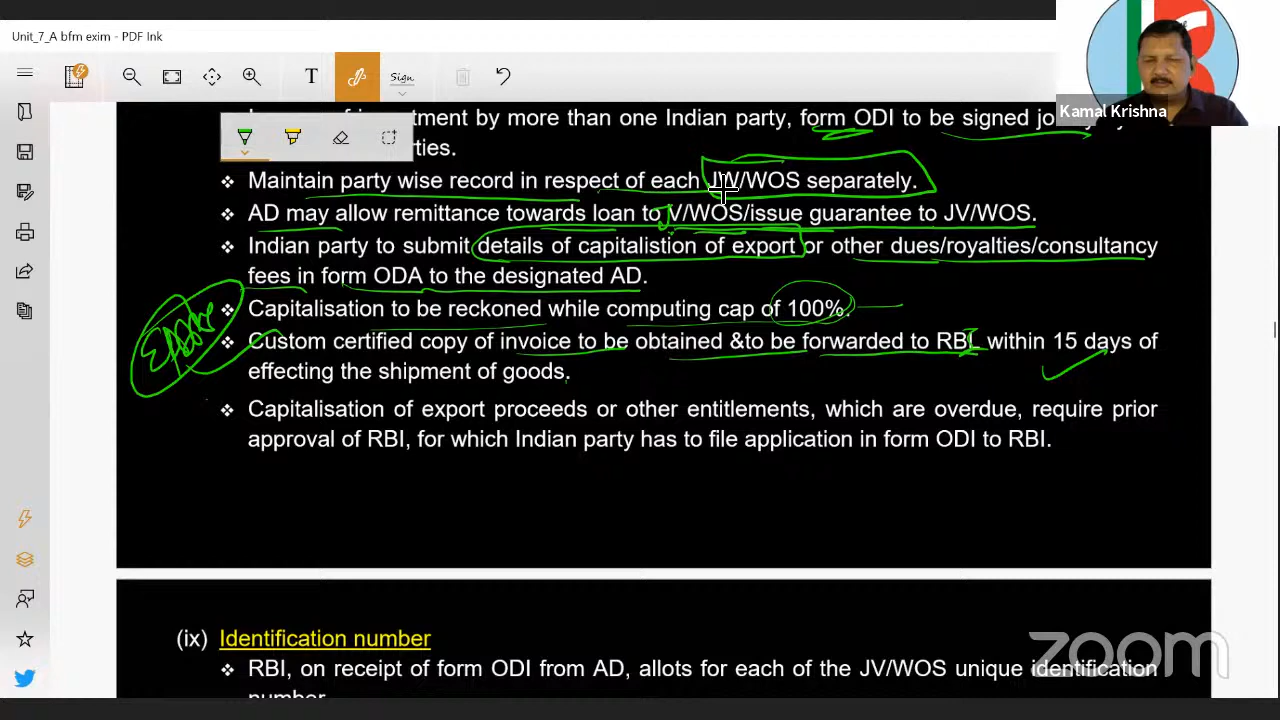 Unit_7_A bfm exim - PDF Ink
T
Sign
Kamal Krishna
tment by more than one Indian party, form ODI to be signed
rties.
❖ Maintain party wise record in respect of each JW/WOS separately.
❖ AD may allow remittance towards loan to JV/WOS/issue guarantee to JV/WOS.
❖ Indian party to submit details of capitalistion of export or other dues/royalties/consultancy
fees in form ODA to the designated AD.
❖ Capitalisation to be reckoned while computing cap of 100%.
❖ Custom certified copy of invoice to be obtained &to be forwarded to RBI within 15 days of
effecting the shipment of goods.
❖ Capitalisation of export proceeds or other entitlements, which are overdue, require prior
approval of RBI, for which Indian party has to file application in form ODI to RBI.
(ix) Identification number
❖ RBI, on receipt of form ODI from AD, allots for each of the JV/WOS unique identification
number.
zoom